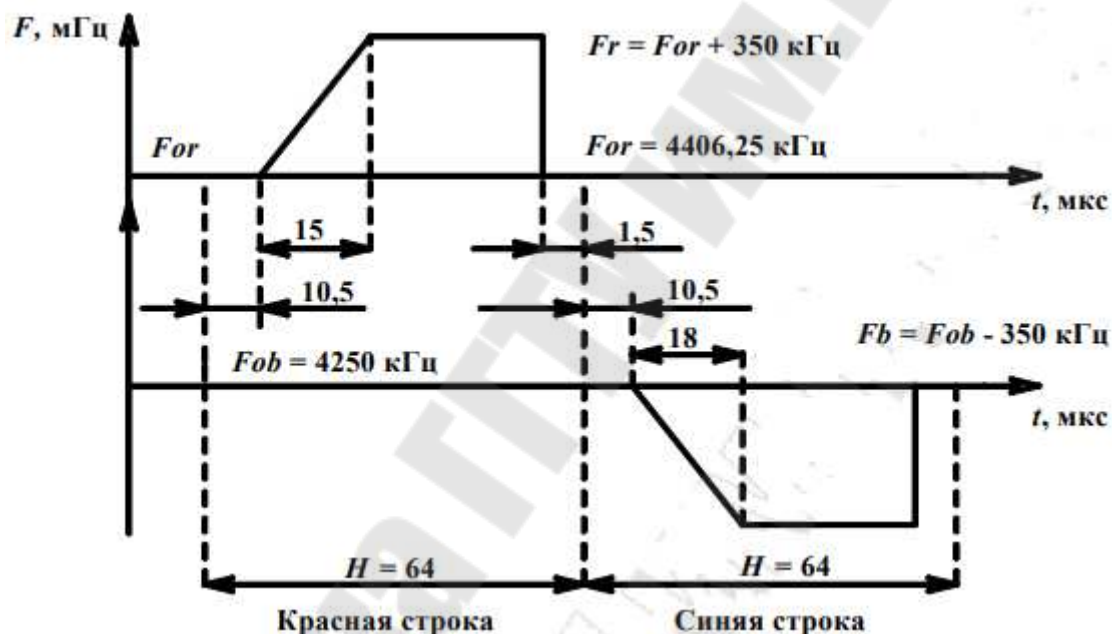 F, мГц
Fr = For + 350 кГц
For
For = 4406,25 кГц
t, мкс
15
1,5
10,5
10,5
Fb = Fob - 350 кГц
18
Fob = 4250 кГц
t, мкс
H = 64
H = 64
Красная строка
Синяя строка